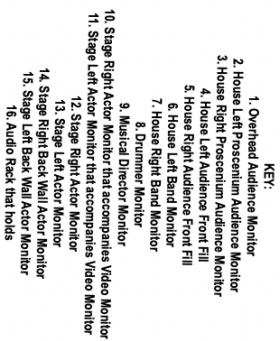 KEY:
1. Overhead Audience Monitor
2. House Left Proscenium Audience Monitor
3. House Right Proscenium Audience Monitor
4. House Left Audience Front Fill
5. House Right Audience Front Fill
6. House Left Band Monitor
7. House Right Band Monitor
8. Drummer Monitor
9. Musical Director Monitor
10. Stage Right Actor Monitor that accompanies Video Monitor
11. Stage Left Actor Monitor that accompanies Video Monitor
12. Stage Right Actor Monitor
13. Stage Left Actor Monitor
14. Stage Right Back Wall Actor Monitor
15. Stage Left Back Wall Actor Monitor
16. Audio Rack that holds